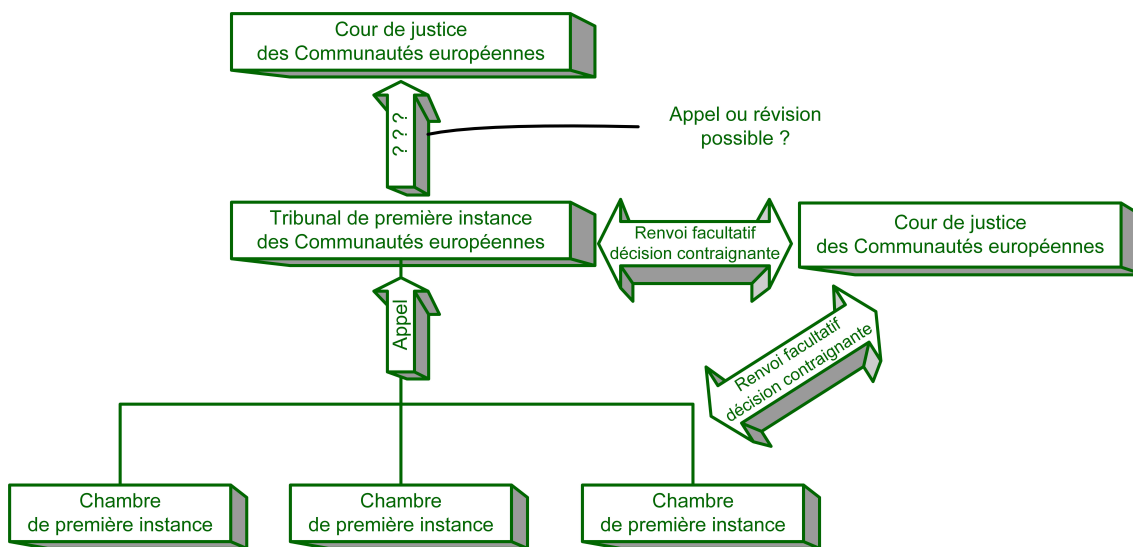 Cour de justice
des Communautés européennes
? ? ?
Appel ou révision
possible ?
Tribunal de première instance
des Communautés européennes
Renvoi facultatif
décision contraignante
Cour de justice
des Communautés européennes
Appel
Renvoi facultatif
décision contraignante
Chambre
de première instance
Chambre
de première instance
Chambre
de première instance